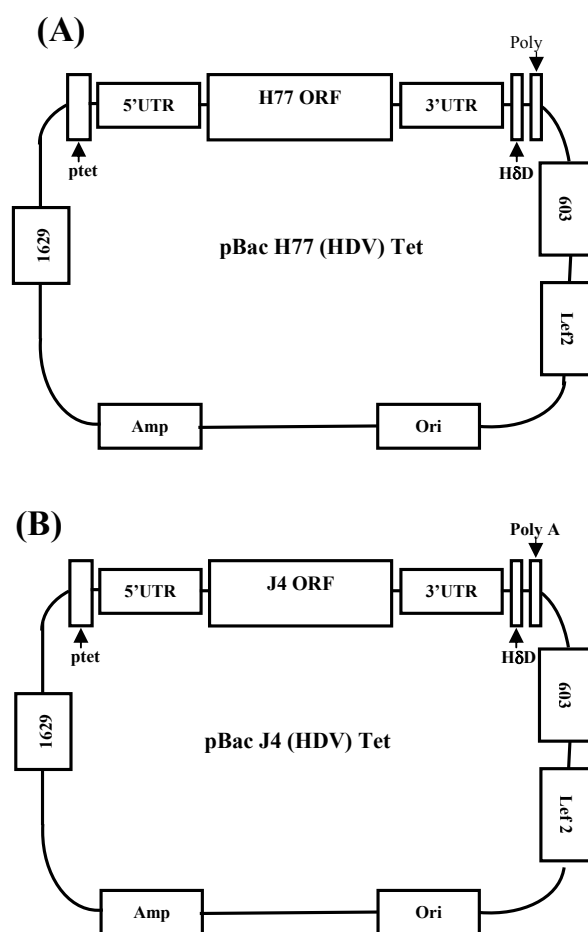 (A)
Poly
5'UTR
H77 ORF
3'UTR
ptet
HδD
1629
603
pBac H77 (HDV) Tet
Lef2
Amp
Ori
(B)
Poly A
5'UTR
J4 ORF
3'UTR
ptet
HδD
1629
603
pBac J4 (HDV) Tet
Lef 2
Amp
Ori